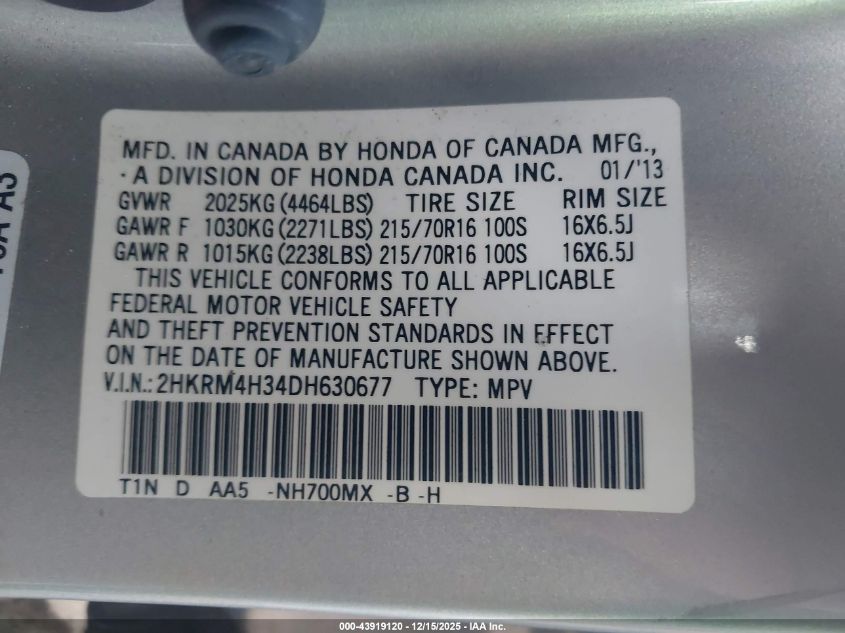 MFD. IN CANADA BY HONDA OF CANADA MFG.,
·A DIVISION OF HONDA CANADA INC. 01/'13
GVWR 2025KG (4464LBS) TIRE SIZE RIM SIZE
GAWR F 1030KG (2271LBS) 215/70R16 100S 16X6.5J
GAWR R 1015KG (2238LBS) 215/70R16 100S 16X6.5J
THIS VEHICLE CONFORMS TO ALL APPLICABLE
FEDERAL MOTOR VEHICLE SAFETY
AND THEFT PREVENTION STANDARDS IN EFFECT
ON THE DATE OF MANUFACTURE SHOWN ABOVE.
V.I.N.: 2HKRM4H34DH630677 TYPE: MPV
T1N D AA5 -NH700MX -B -H
000-43919120 - 12/15/2025 - IAA Inc.